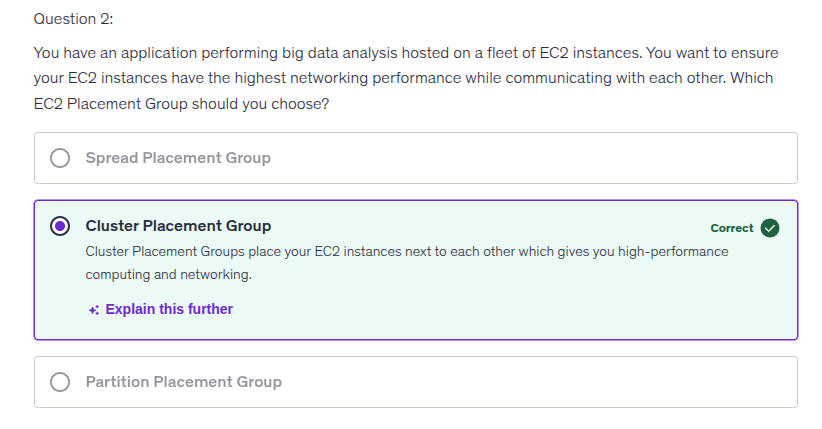 Question 2:
You have an application performing big data analysis hosted on a fleet of EC2 instances. You want to ensure
your EC2 instances have the highest networking performance while communicating with each other. Which
EC2 Placement Group should you choose?
Spread Placement Group
Cluster Placement Group
Correct
Cluster Placement Groups place your EC2 instances next to each other which gives you high-performance
computing and networking.
Explain this further
Partition Placement Group